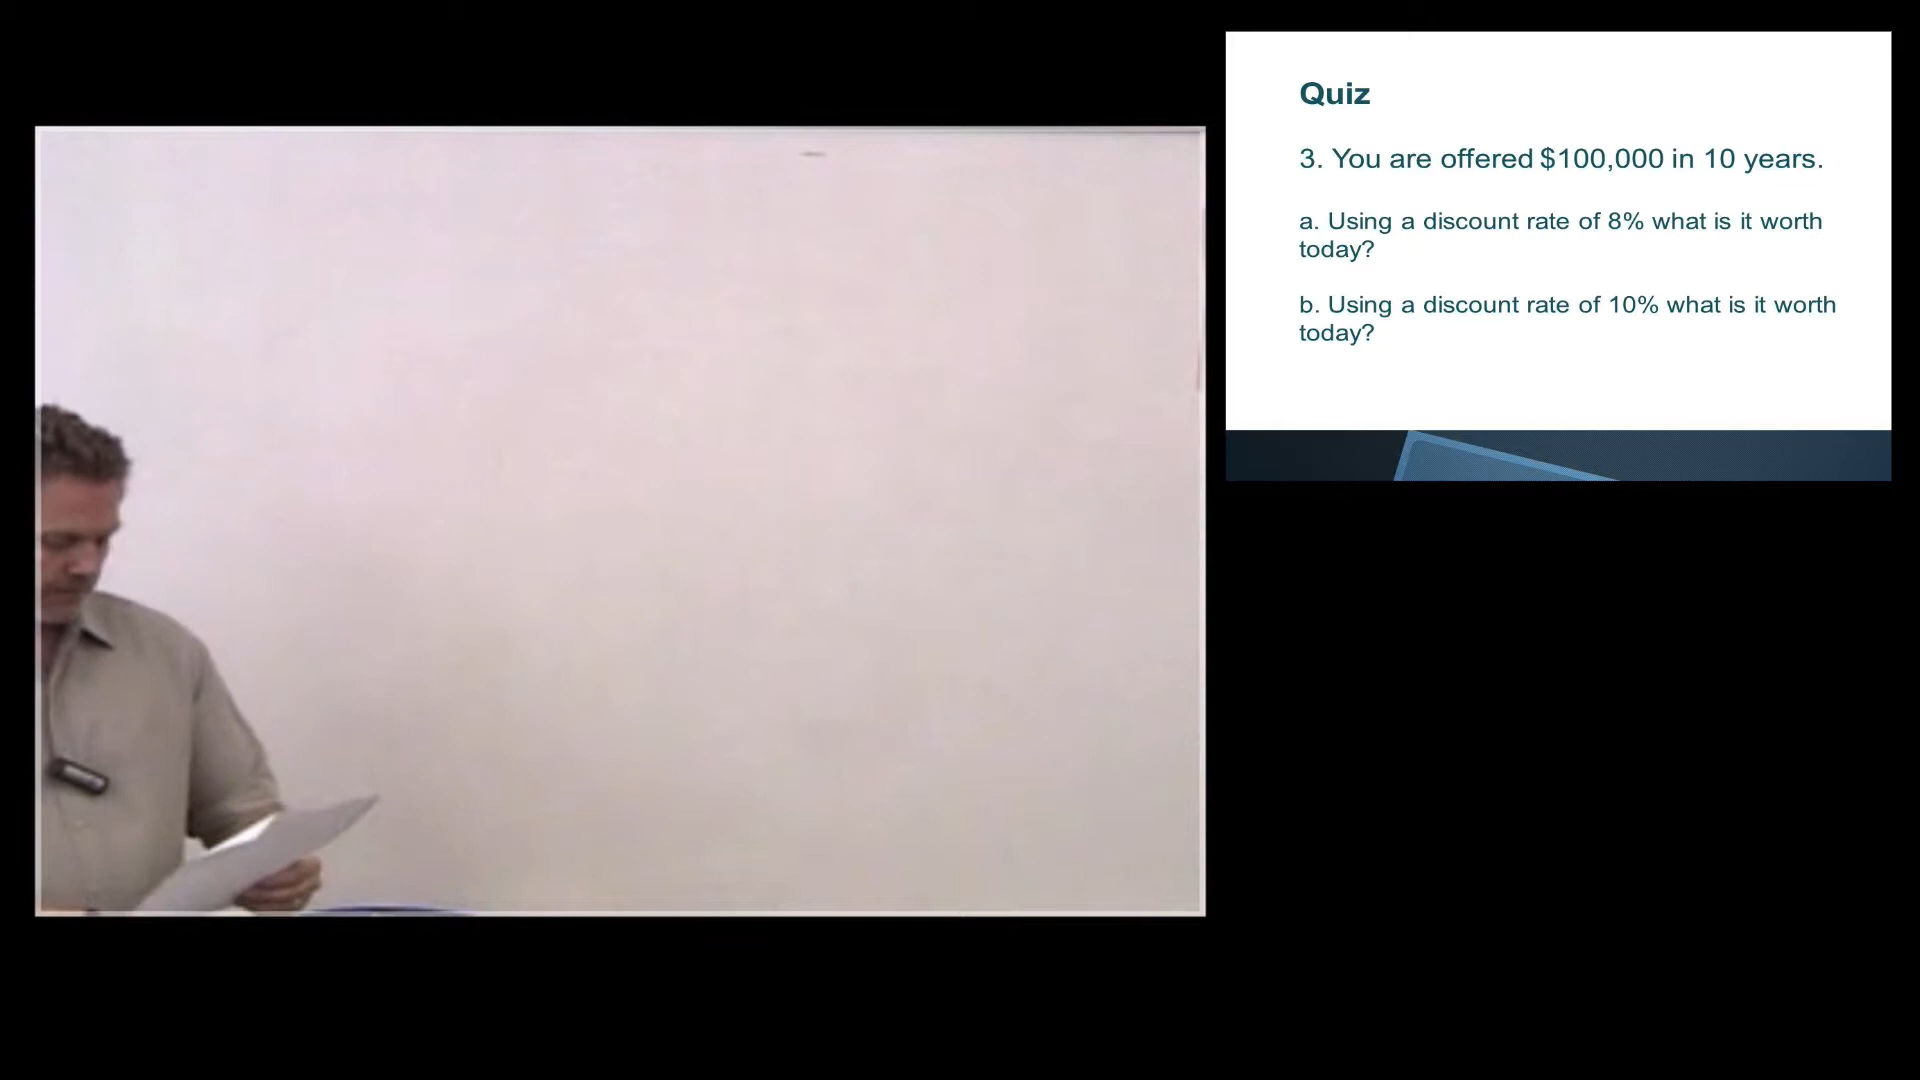 Quiz
3. You are offered $100,000 in 10 years.
a. Using a discount rate of 8% what is it worth
today?
b. Using a discount rate of 10% what is it worth
today?